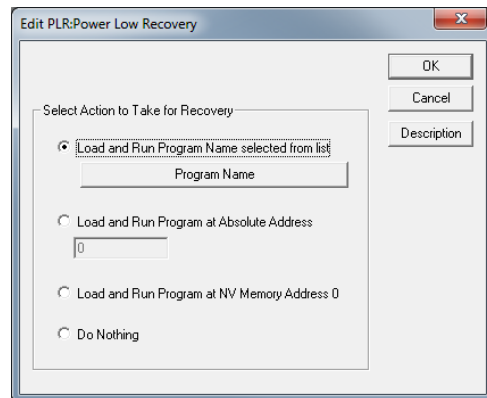 Edit PLR:Power Low Recovery
OK
Cancel
Description
Select Action to Take for Recovery
Load and Run Program Name selected from list
Program Name
Load and Run Program at Absolute Address
0
Load and Run Program at NV Memory Address 0
Do Nothing